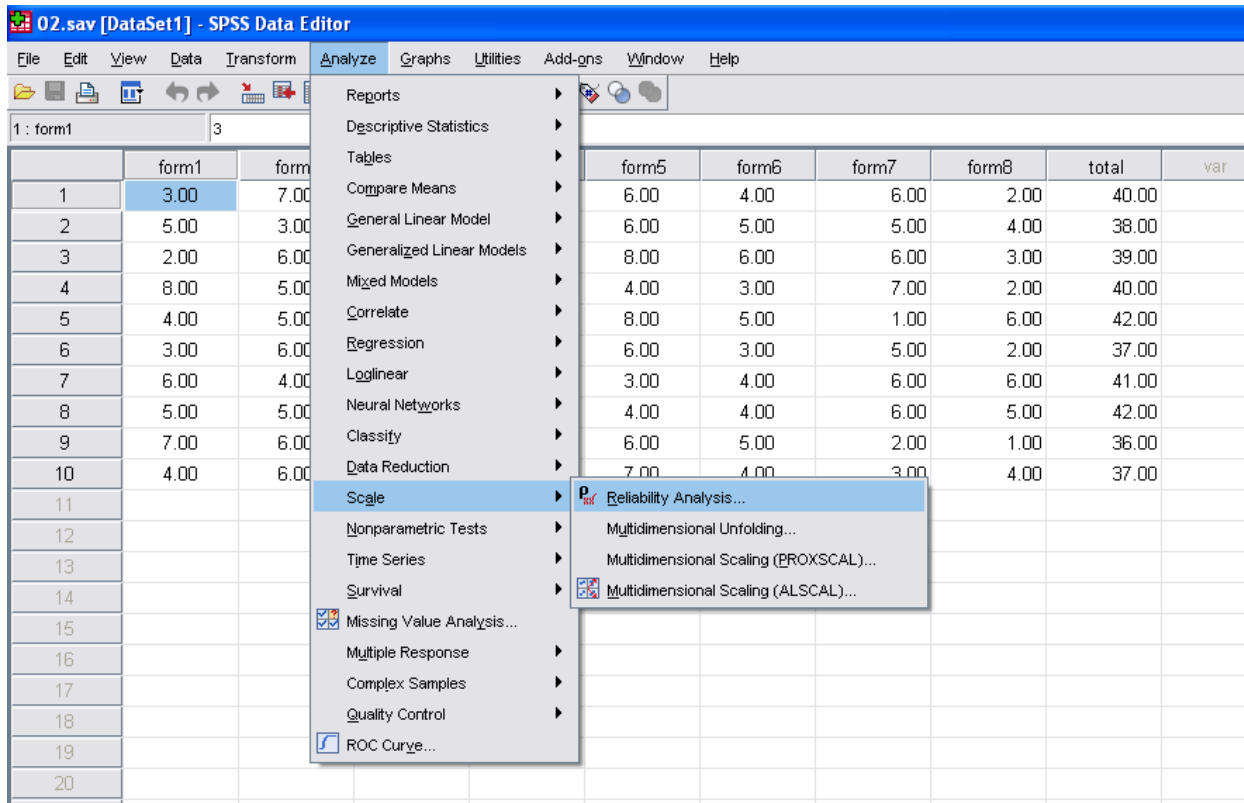 02.sav [DataSet1] - SPSS Data Editor
File Edit View Data Transform Analyze Graphs Utilities Add-ons Window Help
1 : form1 3
form1 form form5 form6 form7 form8 total var
1 3.00 7.00 6.00 4.00 6.00 2.00 40.00
2 5.00 3.00 6.00 5.00 5.00 4.00 38.00
3 2.00 6.00 8.00 6.00 6.00 3.00 39.00
4 8.00 5.00 4.00 3.00 7.00 2.00 40.00
5 4.00 5.00 8.00 5.00 1.00 6.00 42.00
6 3.00 6.00 6.00 3.00 5.00 2.00 37.00
7 6.00 4.00 3.00 4.00 6.00 6.00 41.00
8 5.00 5.00 4.00 4.00 6.00 5.00 42.00
9 7.00 6.00 6.00 5.00 2.00 1.00 36.00
10 4.00 6.00 7.00 4.00 3.00 4.00 37.00
11
12
13
14
15
16
17
18
19
20
Reports
Descriptive Statistics
Tables
Compare Means
General Linear Model
Generalized Linear Models
Mixed Models
Correlate
Regression
Loglinear
Neural Networks
Classify
Data Reduction
Scale
Nonparametric Tests
Time Series
Survival
Missing Value Analysis...
Multiple Response
Complex Samples
Quality Control
ROC Curve...
Reliability Analysis...
Multidimensional Unfolding...
Multidimensional Scaling (PROXSCAL)...
Multidimensional Scaling (ALSCAL)...